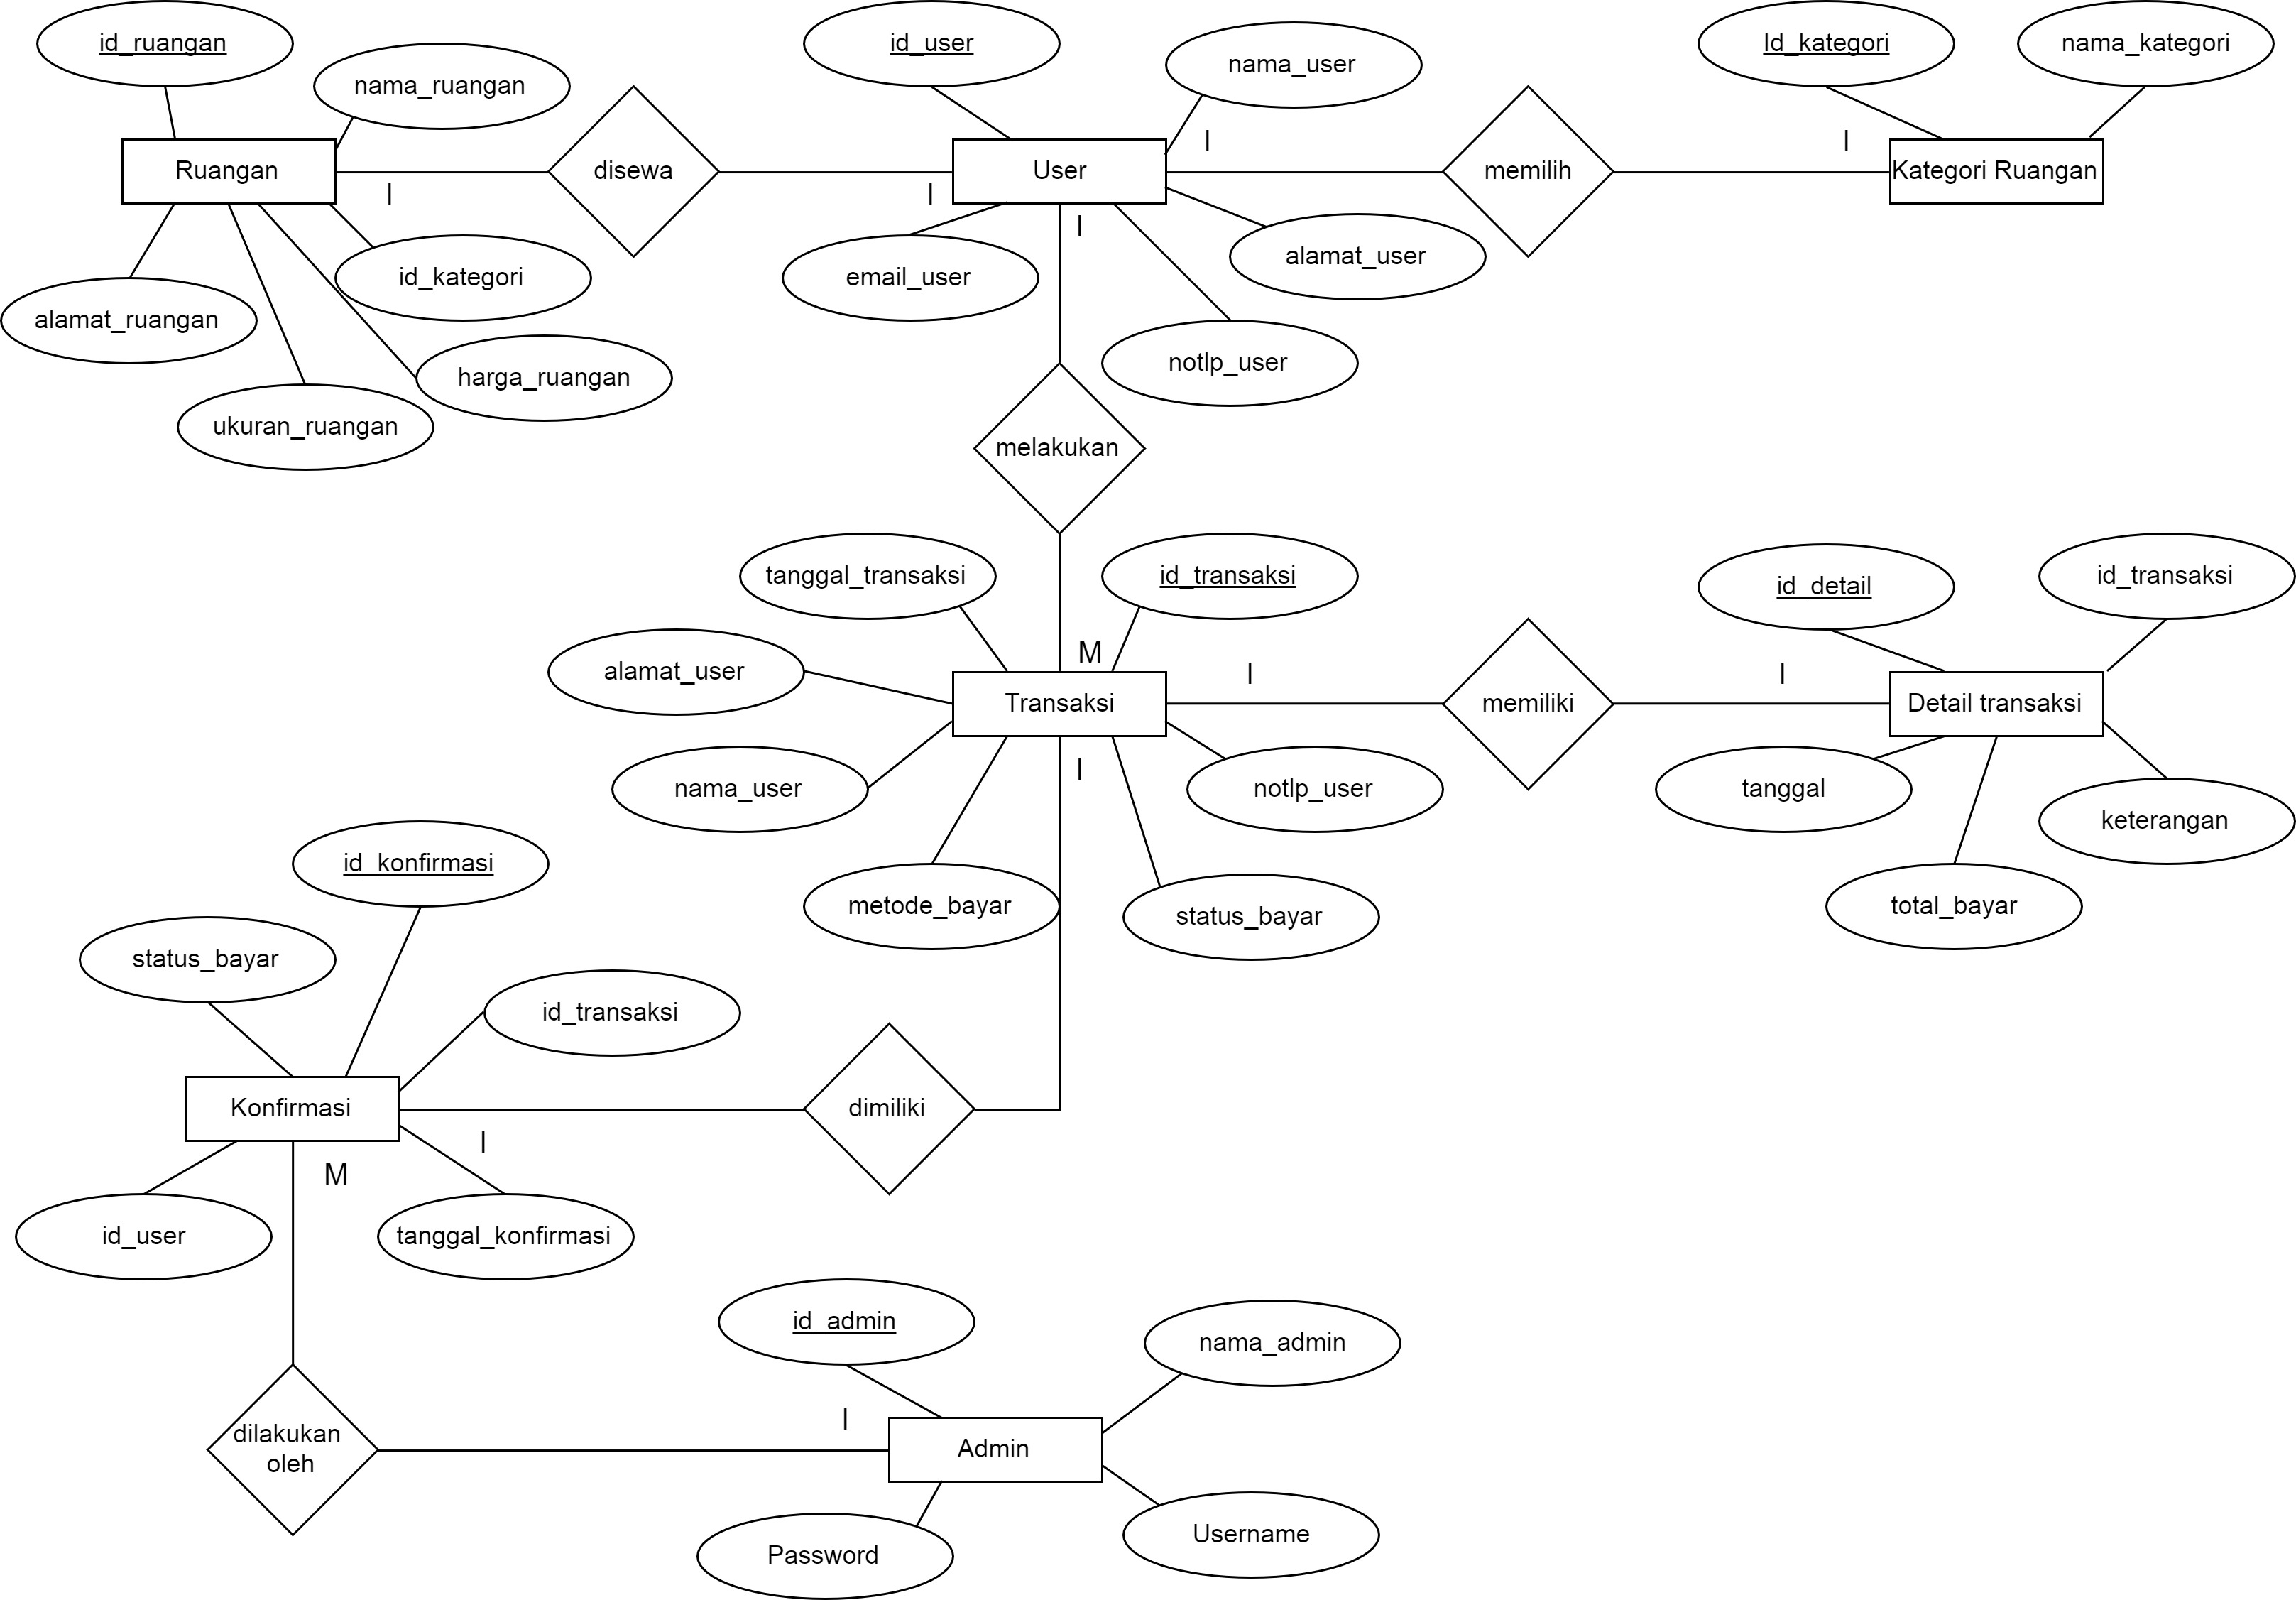 id_ruangan
id_user
Id_kategori
nama_kategori
nama_user
nama_ruangan
I
I
Ruangan
disewa
User
memilih
Kategori Ruangan
I
I
I
alamat_user
id_kategori
email_user
alamat_ruangan
notlp_user
harga_ruangan
ukuran_ruangan
melakukan
tanggal_transaksi
id_transaksi
id_transaksi
id_detail
M
alamat_user
I
I
Transaksi
memiliki
Detail transaksi
I
nama_user
notlp_user
tanggal
keterangan
id_konfirmasi
metode_bayar
status_bayar
total_bayar
status_bayar
id_transaksi
Konfirmasi
dimiliki
I
M
id_user
tanggal_konfirmasi
id_admin
nama_admin
I
dilakukan
oleh
Admin
Username
Password